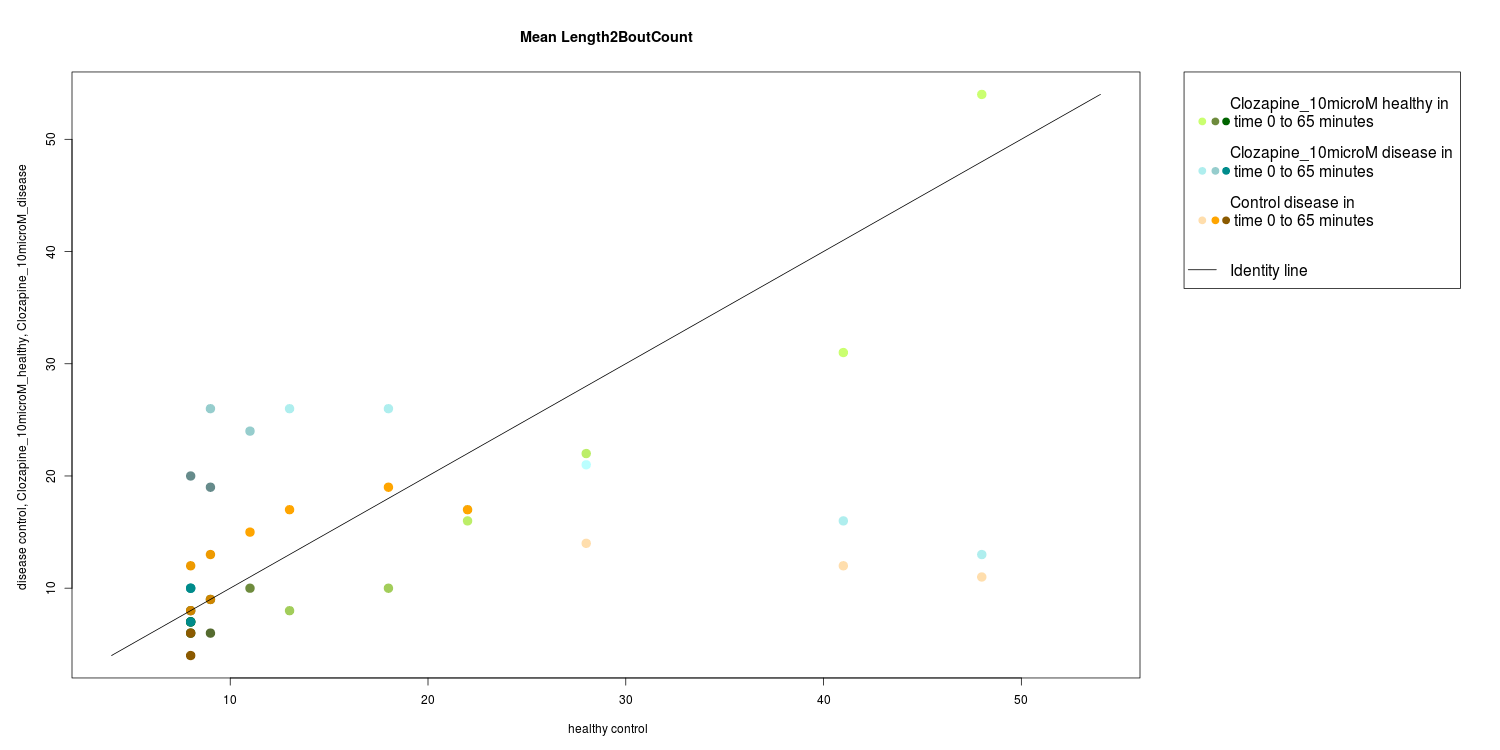 Mean Length2BoutCount
disease control, Clozapine_10microM_healthy, Clozapine_10microM_disease
50
40
30
20
10
10
20
30
40
50
healthy control
Clozapine_10microM healthy in
time 0 to 65 minutes
Clozapine_10microM disease in
time 0 to 65 minutes
Control disease in
time 0 to 65 minutes
Identity line